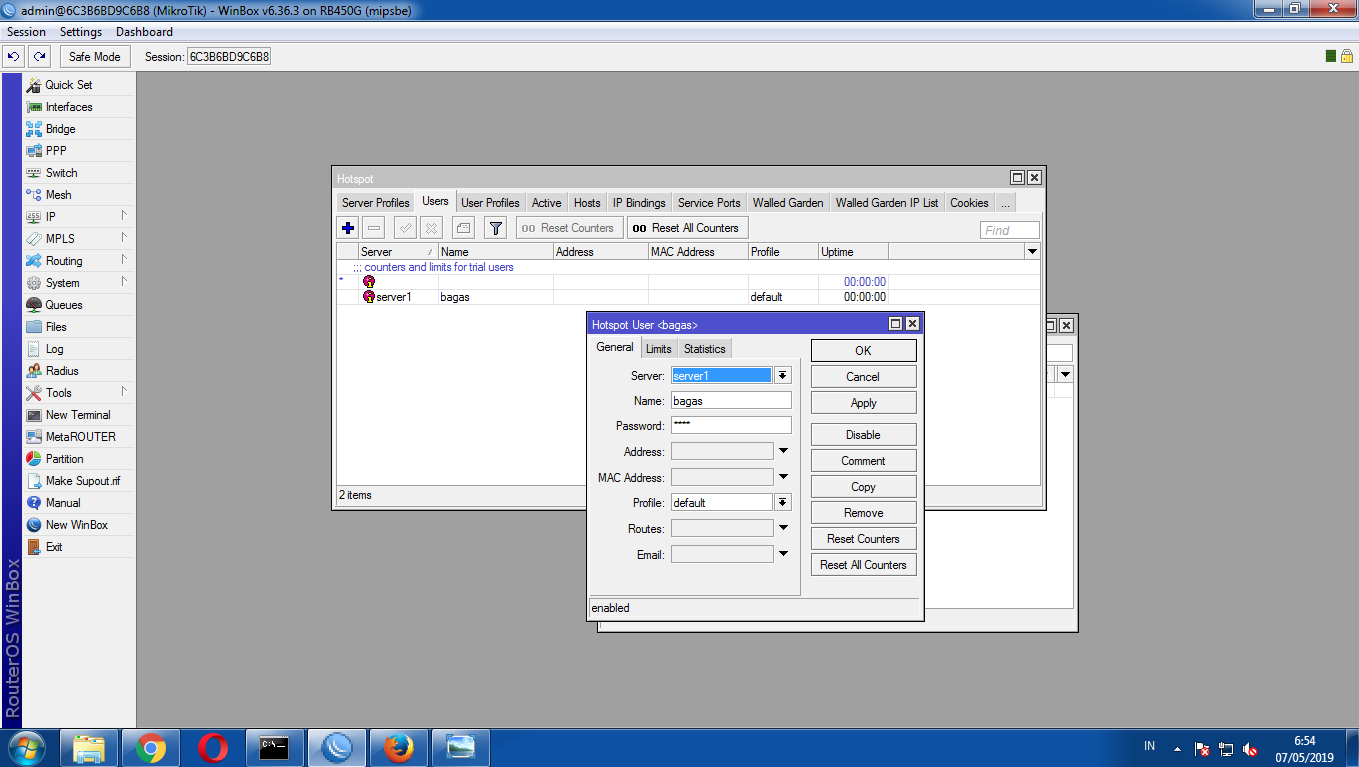 admin@6C3B6BD9C6B8 (MikroTik) - WinBox v6.36.3 on RB450G (mipsbe)
Session Settings Dashboard
Safe Mode Session: 6C3B6BD9C6B8
Quick Set
Interfaces
Bridge
PPP
Switch
Mesh
IP
MPLS
Routing
System
Queues
Files
Log
Radius
Tools
New Terminal
MetaROUTER
Partition
Make Supout.rif
Manual
New WinBox
Exit
RouterOS WinBox
Hotspot
Server Profiles Users User Profiles Active Hosts IP Bindings Service Ports Walled Garden Walled Garden IP List Cookies ...
00 Reset Counters 00 Reset All Counters Find
Server / Name Address MAC Address Profile Uptime
;;; counters and limits for trial users
* 00:00:00
server1 bagas default 00:00:00
2 items
Hotspot User <bagas>
General Limits Statistics
Server: server1
Name: bagas
Password: ****
Address:
MAC Address:
Profile: default
Routes:
Email:
OK
Cancel
Apply
Disable
Comment
Copy
Remove
Reset Counters
Reset All Counters
enabled
C:\_
IN
6:54
07/05/2019